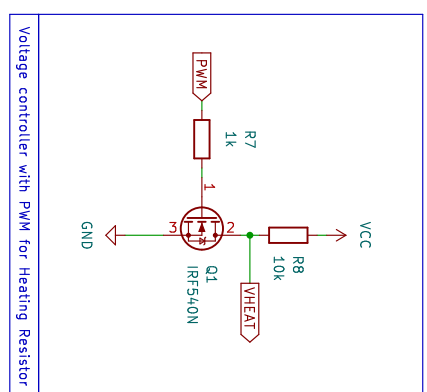 Voltage controller with PWM for Heating Resistor
PWM
R7
1k
1
3
2
Q1
IRF540N
GND
R8
10k
VCC
VHEAT